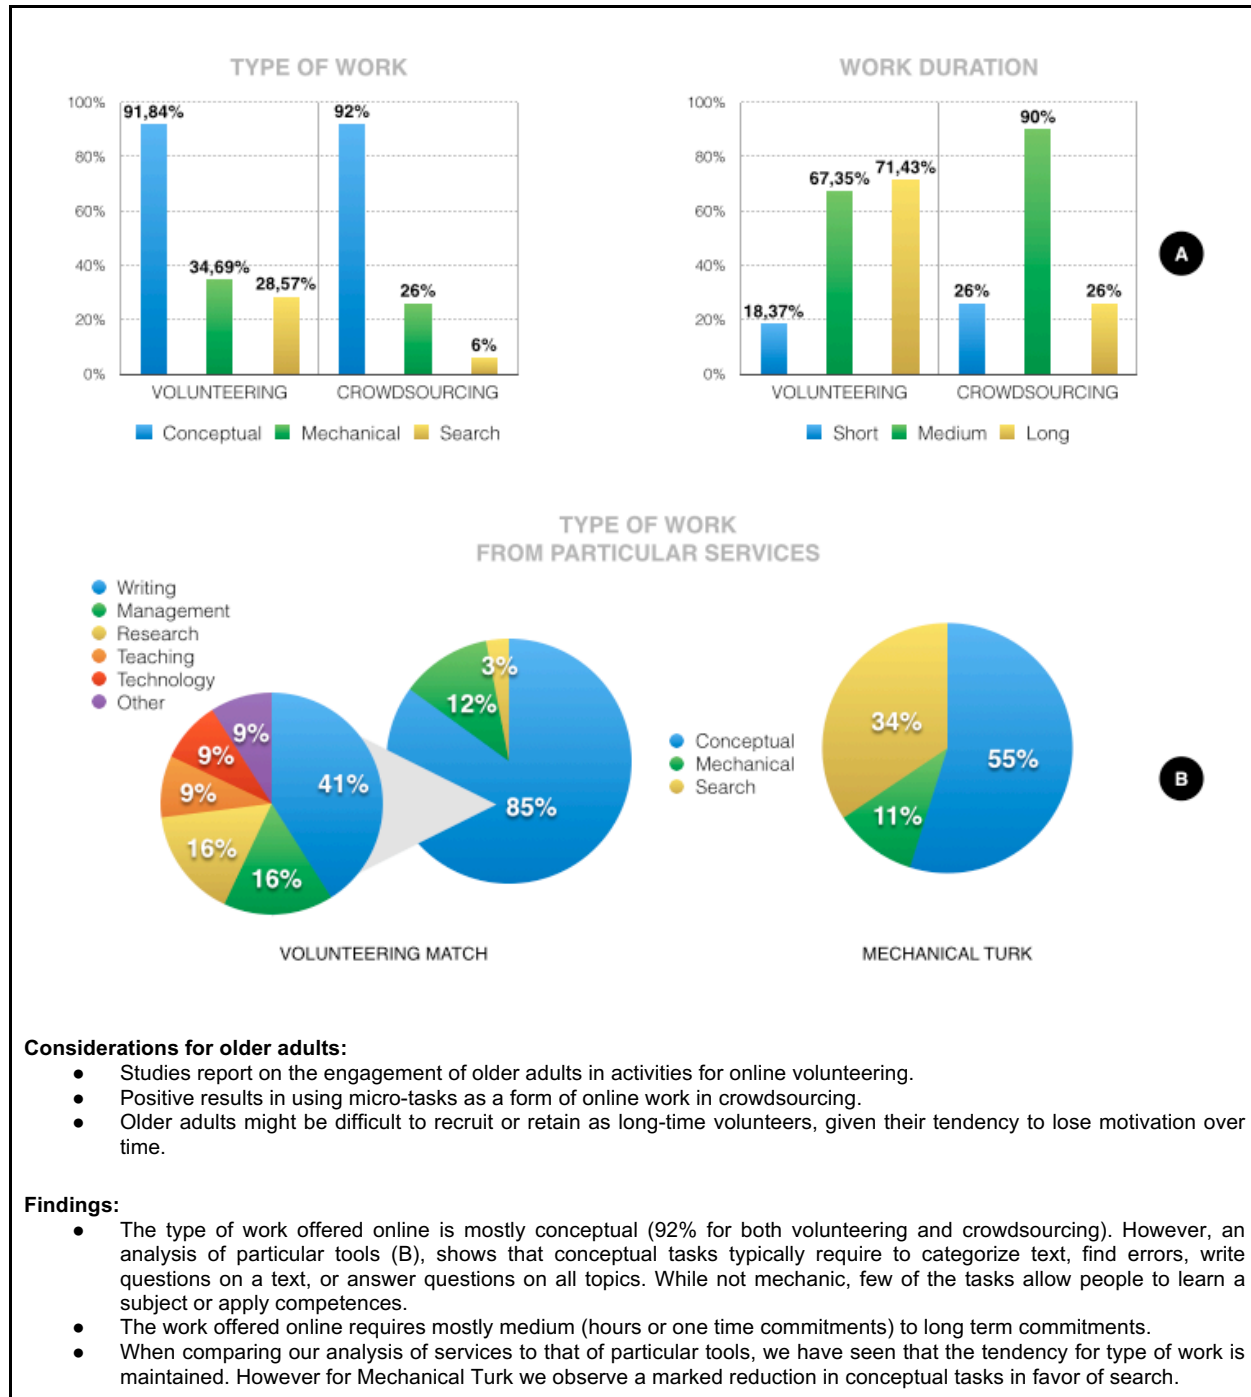 TYPE OF WORK
100%
80%
60%
40%
20%
0%
91,84%
34,69%
28,57%
92%
26%
6%
VOLUNTEERING
CROWDSOURCING
Conceptual
Mechanical
Search
WORK DURATION
100%
80%
60%
40%
20%
0%
18,37%
67,35%
71,43%
26%
90%
26%
VOLUNTEERING
CROWDSOURCING
Short
Medium
Long
A
TYPE OF WORK
FROM PARTICULAR SERVICES
Writing
Management
Research
Teaching
Technology
Other
41%
16%
16%
9%
9%
9%
3%
12%
85%
VOLUNTEERING MATCH
Conceptual
Mechanical
Search
34%
11%
55%
MECHANICAL TURK
B
Considerations for older adults:
● Studies report on the engagement of older adults in activities for online volunteering.
● Positive results in using micro-tasks as a form of online work in crowdsourcing.
● Older adults might be difficult to recruit or retain as long-time volunteers, given their tendency to lose motivation over
time.
Findings:
● The type of work offered online is mostly conceptual (92% for both volunteering and crowdsourcing). However, an
analysis of particular tools (B), shows that conceptual tasks typically require to categorize text, find errors, write
questions on a text, or answer questions on all topics. While not mechanic, few of the tasks allow people to learn a
subject or apply competences.
● The work offered online requires mostly medium (hours or one time commitments) to long term commitments.
● When comparing our analysis of services to that of particular tools, we have seen that the tendency for type of work is
maintained. However for Mechanical Turk we observe a marked reduction in conceptual tasks in favor of search.